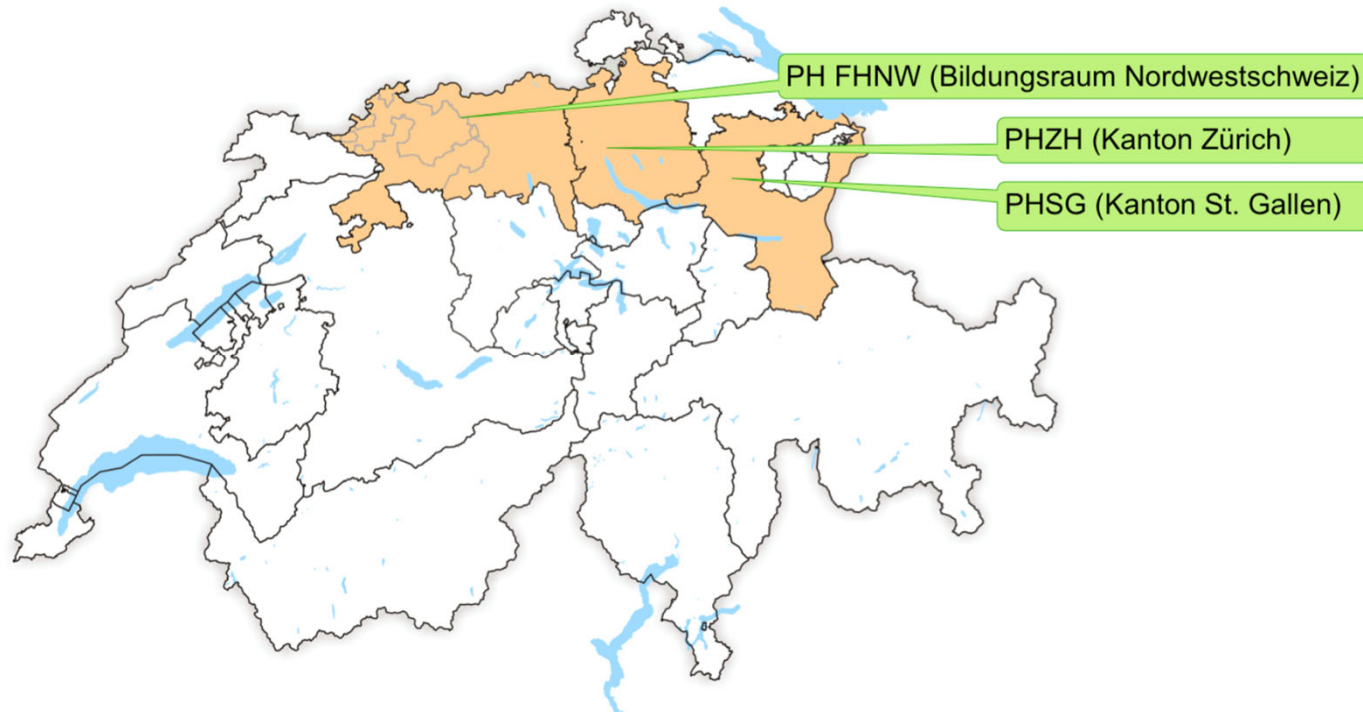 PH FHNW (Bildungsraum Nordwestschweiz)
PHZH (Kanton Zürich)
PHSG (Kanton St. Gallen)